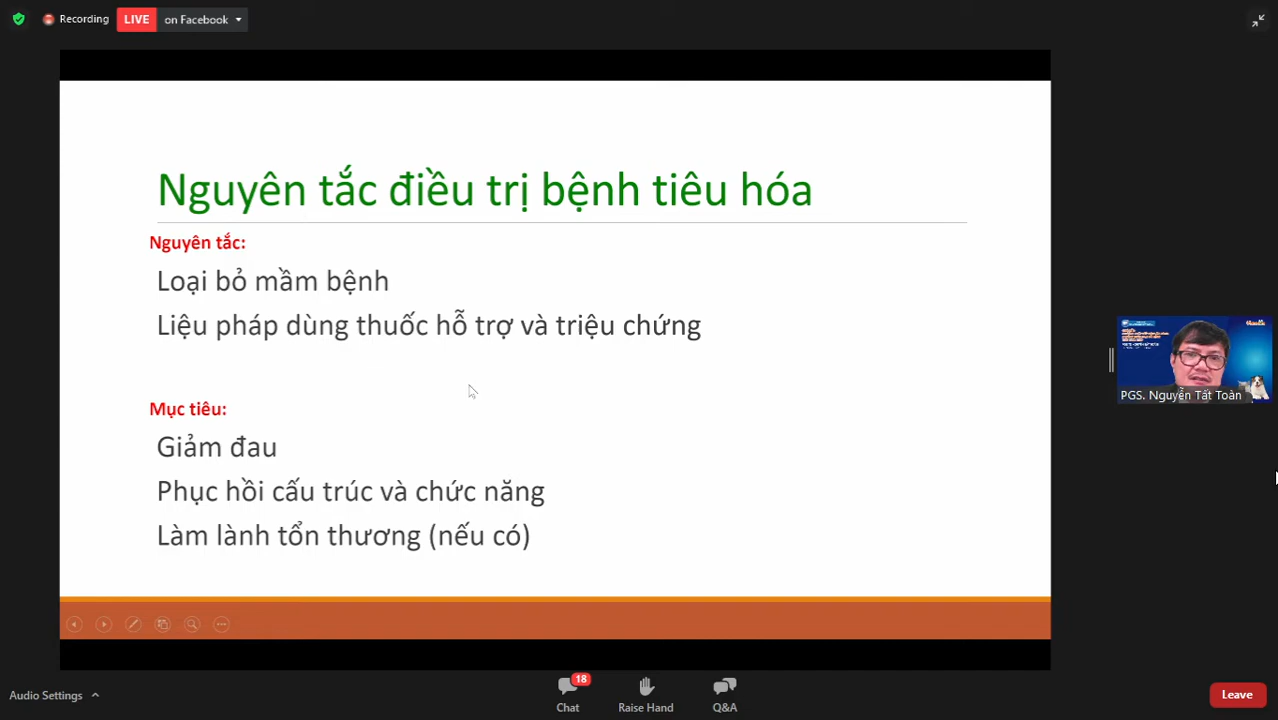 Recording
LIVE
on Facebook
Nguyên tắc điều trị bệnh tiêu hóa
Nguyên tắc:
Loại bỏ mầm bệnh
Liệu pháp dùng thuốc hỗ trợ và triệu chứng
Mục tiêu:
Giảm đau
Phục hồi cấu trúc và chức năng
Làm lành tổn thương (nếu có)
PGS. Nguyễn Tất Toàn
Audio Settings
18
Chat
Raise Hand
Q&A
Leave